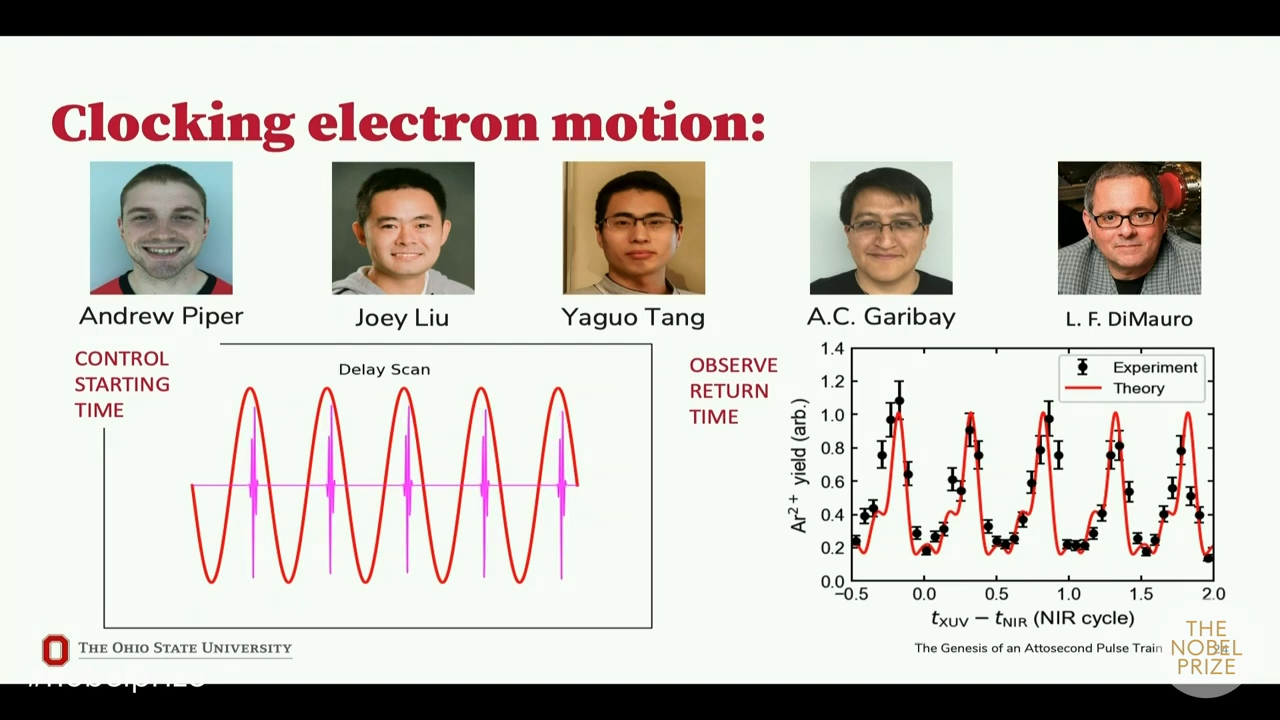 Clocking electron motion:
Andrew Piper
Joey Liu
Yaguo Tang
A.C. Garibay
L. F. DiMauro
CONTROL
STARTING
TIME
Delay Scan
OBSERVE
RETURN
TIME
Experiment
Theory
Ar²⁺ yield (arb.)
1.4
1.2
1.0
0.8
0.6
0.4
0.2
0.0
−0.5 0.0 0.5 1.0 1.5 2.0
tXUV − tNIR (NIR cycle)
THE OHIO STATE UNIVERSITY
The Genesis of an Attosecond Pulse Train
THE
NOBEL
PRIZE
#nobelprize